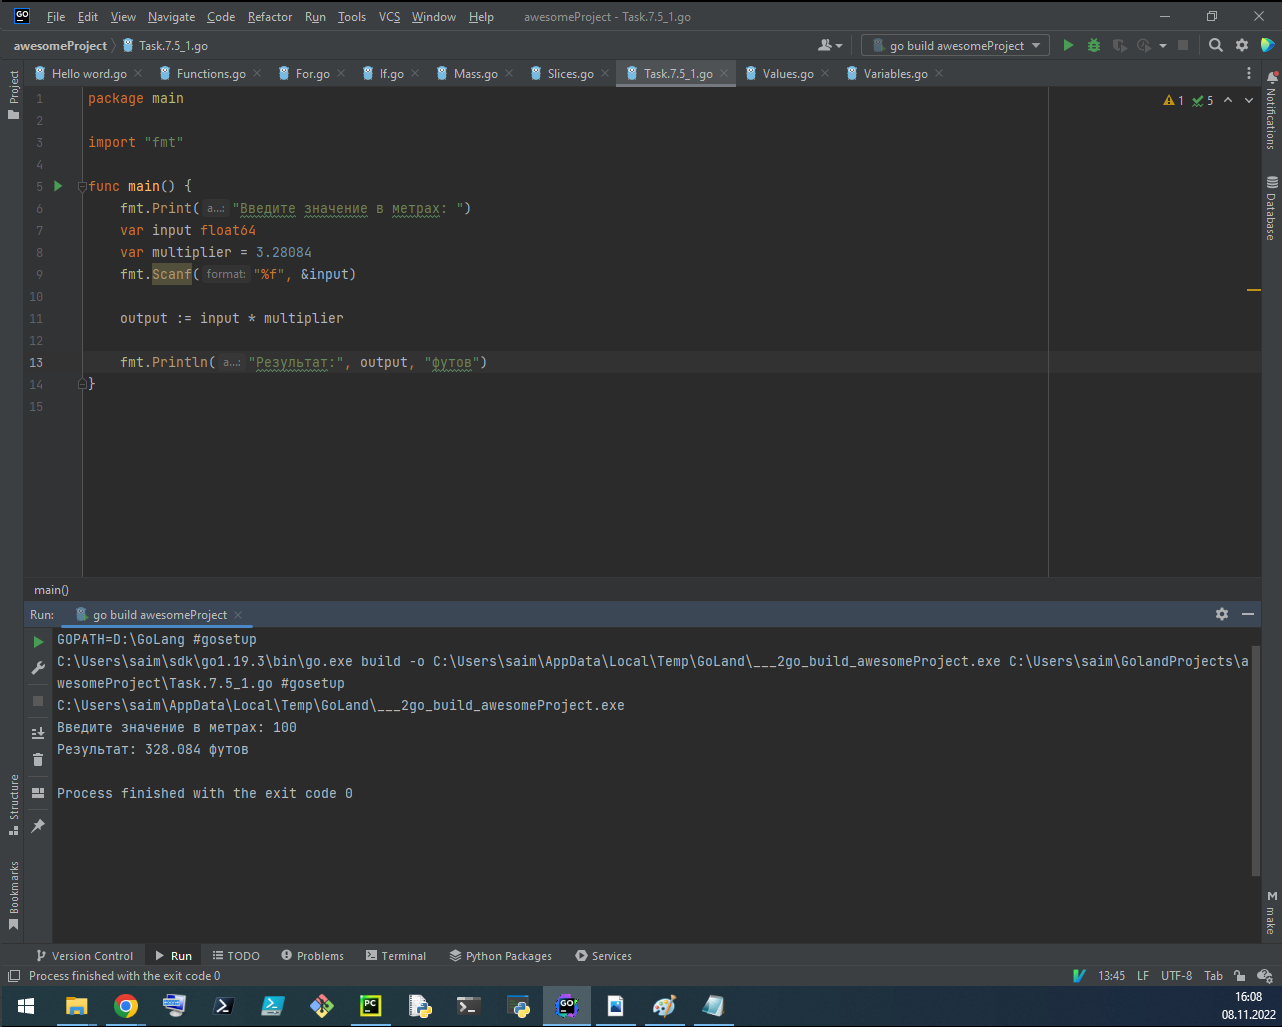 GO File Edit View Navigate Code Refactor Run Tools VCS Window Help awesomeProject - Task.7.5_1.go
awesomeProject Task.7.5_1.go go build awesomeProject
Hello word.go Functions.go For.go If.go Mass.go Slices.go Task.7.5_1.go Values.go Variables.go
Project
Structure
Bookmarks
1 package main
2
3 import "fmt"
4
5 func main() {
6 fmt.Print( a...: "Введите значение в метрах: ")
7 var input float64
8 var multiplier = 3.28084
9 fmt.Scanf( format: "%f", &input)
10
11 output := input * multiplier
12
13 fmt.Println( a...: "Результат:", output, "футов")
14 }
15
1 5
Notifications
Database
make
main()
Run: go build awesomeProject
GOPATH=D:\GoLang #gosetup
C:\Users\saim\sdk\go1.19.3\bin\go.exe build -o C:\Users\saim\AppData\Local\Temp\GoLand\___2go_build_awesomeProject.exe C:\Users\saim\GolandProjects\a
wesomeProject\Task.7.5_1.go #gosetup
C:\Users\saim\AppData\Local\Temp\GoLand\___2go_build_awesomeProject.exe
Введите значение в метрах: 100
Результат: 328.084 футов
Process finished with the exit code 0
Version Control Run TODO Problems Terminal Python Packages Services
Process finished with the exit code 0 13:45 LF UTF-8 Tab
PC GO
16:08
08.11.2022